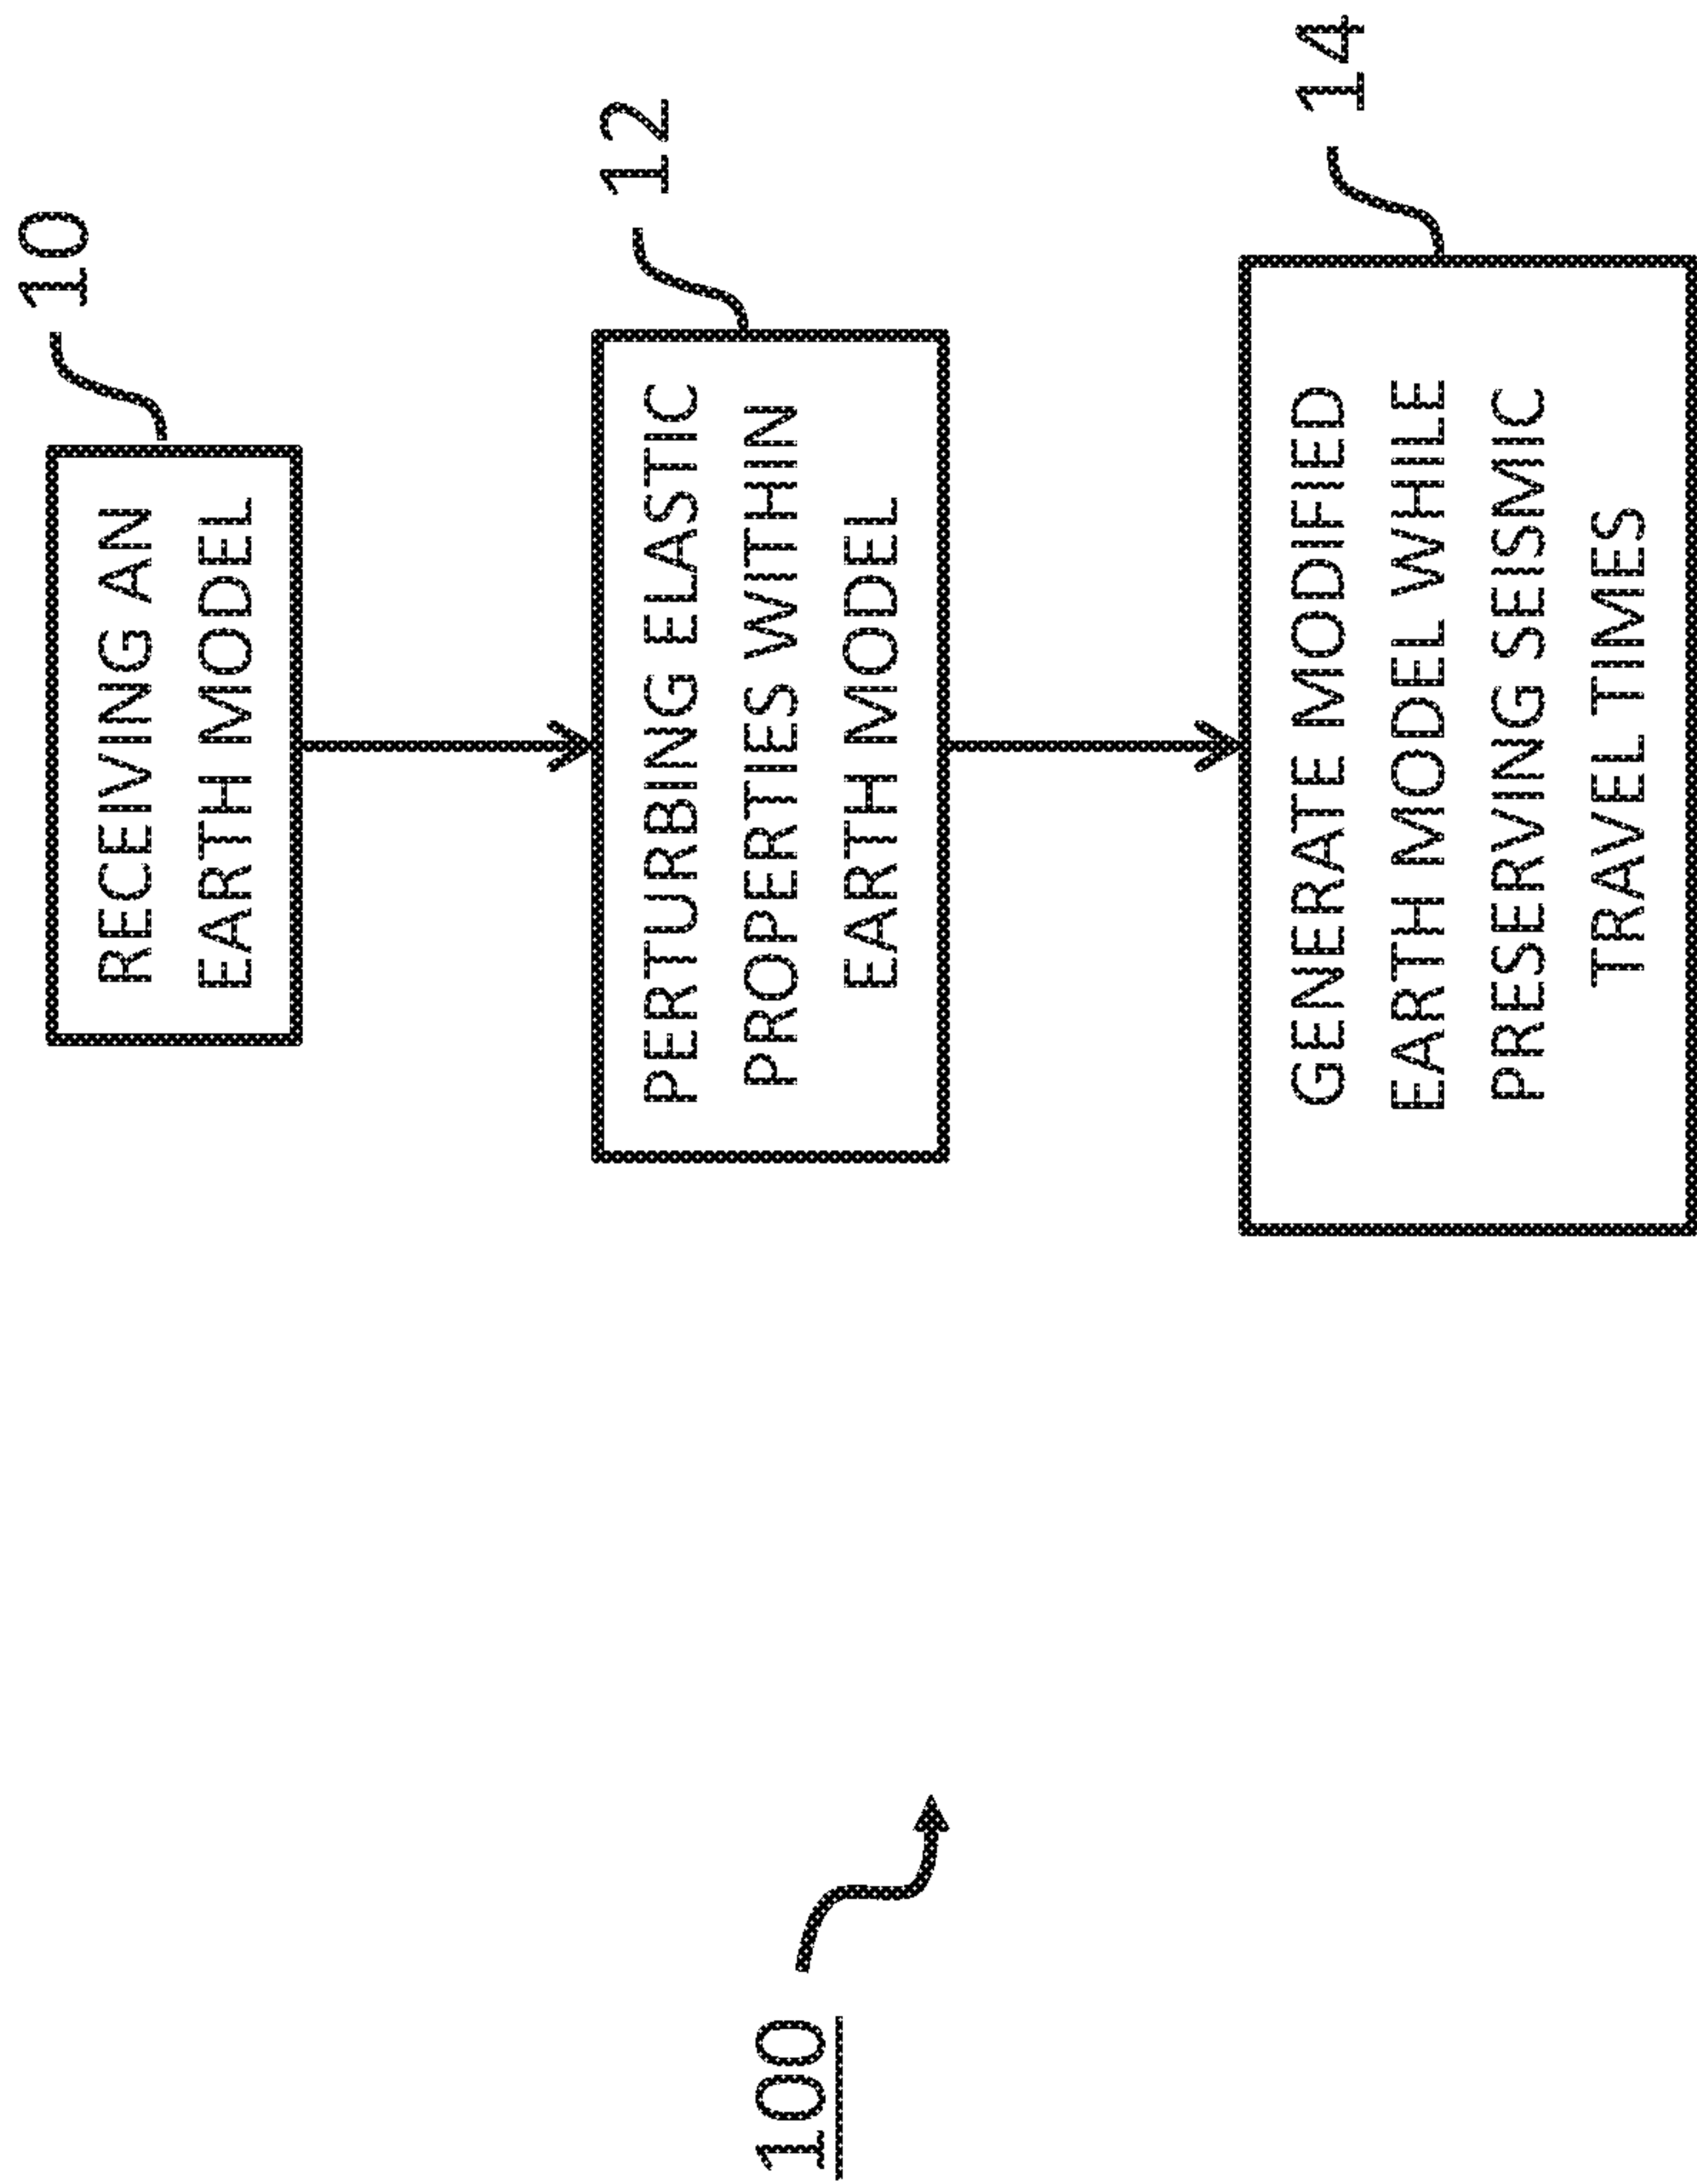 10
RECEIVING AN
EARTH MODEL
12
PERTURBING ELASTIC
PROPERTIES WITHIN
EARTH MODEL
100
14
GENERATE MODIFIED
EARTH MODEL WHILE
PRESERVING SEISMIC
TRAVEL TIMES